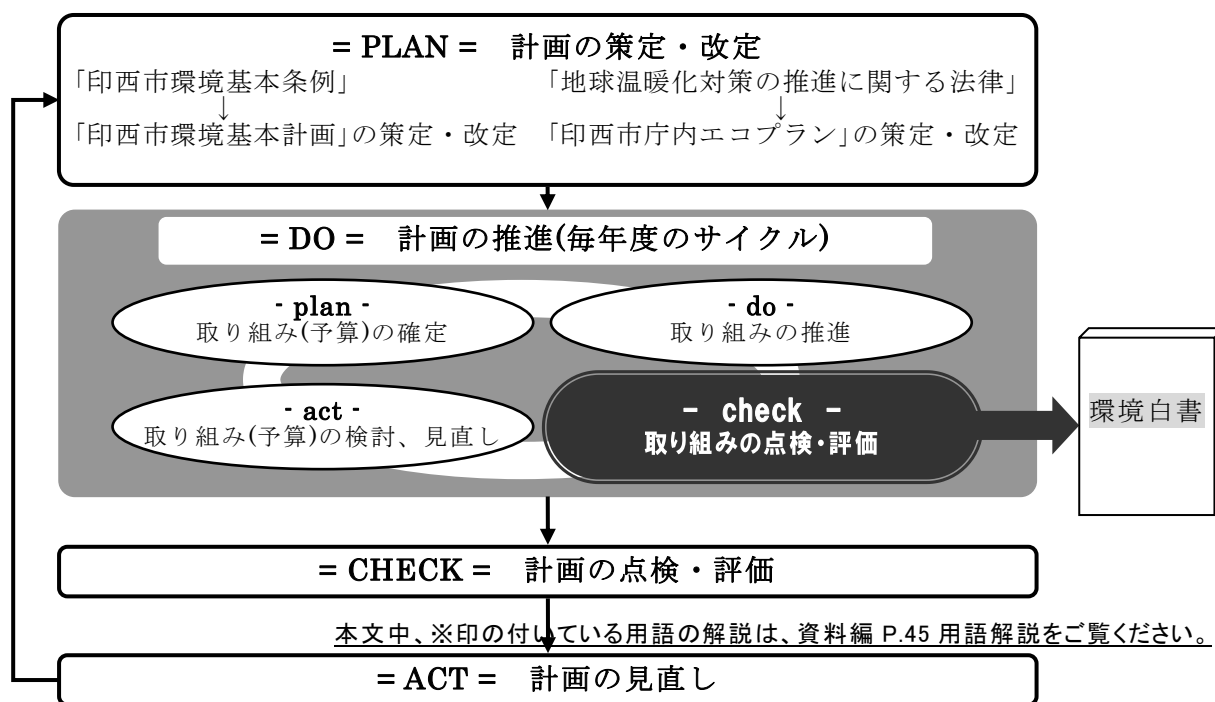 = PLAN =　計画の策定・改定
「印西市環境基本条例」　「地球温暖化対策の推進に関する法律」
↓　↓
「印西市環境基本計画」の策定・改定　「印西市庁内エコプラン」の策定・改定
= DO =　計画の推進(毎年度のサイクル)
- plan -
取り組み(予算)の確定
- do -
取り組みの推進
- act -
取り組み(予算)の検討、見直し
- check -
取り組みの点検・評価
環境白書
= CHECK =　計画の点検・評価
本文中、※印の付いている用語の解説は、資料編 P.45 用語解説をご覧ください。
= ACT =　計画の見直し